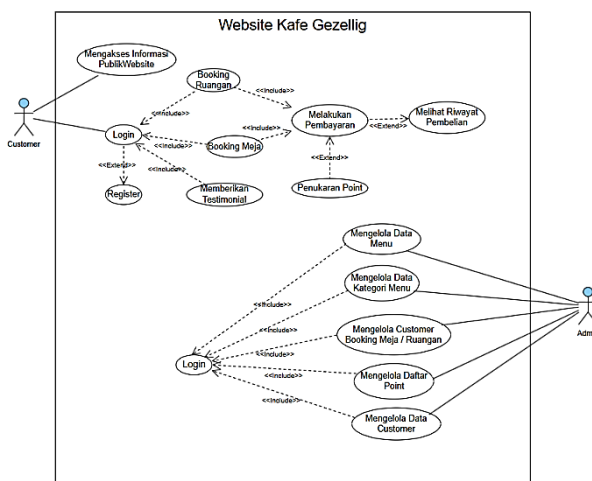 Website Kafe Gezellig
Mengakses Informasi
PublikWebsite
Booking
Ruangan
<<Include>>
<<Include>>
Melakukan
Pembayaran
<<Extend>>
Melihat Riwayat
Pembelian
Customer
Login
<<Include>>
Booking Meja
<<Include>>
<<Extend>>
<<Include>>
<<Extend>>
Register
Memberikan
Testimonial
Penukaran Point
Mengelola Data
Menu
Mengelola Data
Kategori Menu
<<Include>>
<<Include>>
Mengelola Customer
Booking Meja / Ruangan
<<Include>>
Login
<<Include>>
Mengelola Daftar
Point
<<Include>>
Mengelola Data
Customer
Adm